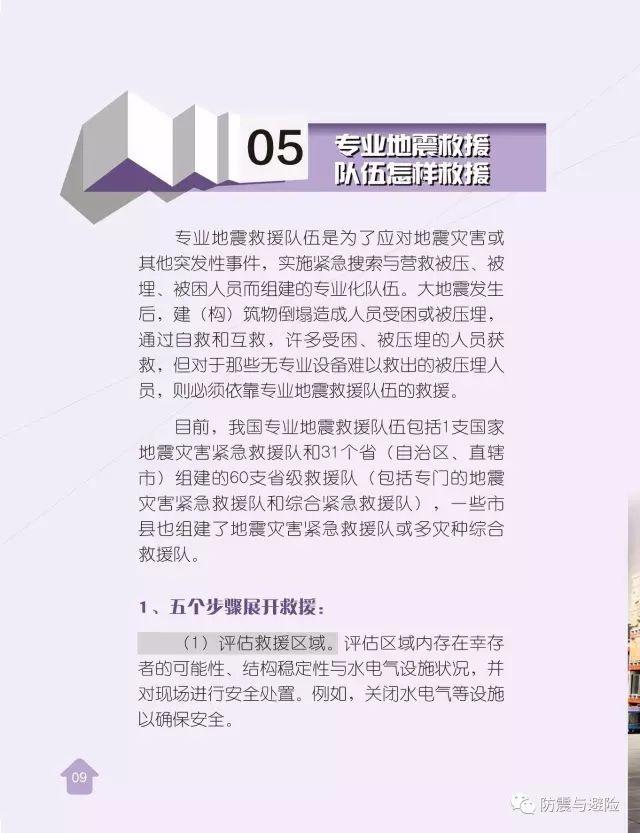 05
专业地震救援
队伍怎样救援
专业地震救援队伍是为了应对地震灾害或
其他突发性事件，实施紧急搜索与营救被压、被
埋、被困人员而组建的专业化队伍。大地震发生
后，建（构）筑物倒塌造成人员受困或被压埋，
通过自救和互救，许多受困、被压埋的人员获
救，但对于那些无专业设备难以救出的被压埋人
员，则必须依靠专业地震救援队伍的救援。
目前，我国专业地震救援队伍包括1支国家
地震灾害紧急救援队和31个省（自治区、直辖
市）组建的60支省级救援队（包括专门的地震
灾害紧急救援队和综合紧急救援队），一些市
县也组建了地震灾害紧急救援队或多灾种综合
救援队。
1、五个步骤展开救援：
（1）评估救援区域。评估区域内存在幸存
者的可能性、结构稳定性与水电气设施状况，并
对现场进行安全处置。例如，关闭水电气等设施
以确保安全。
09
防震与避险